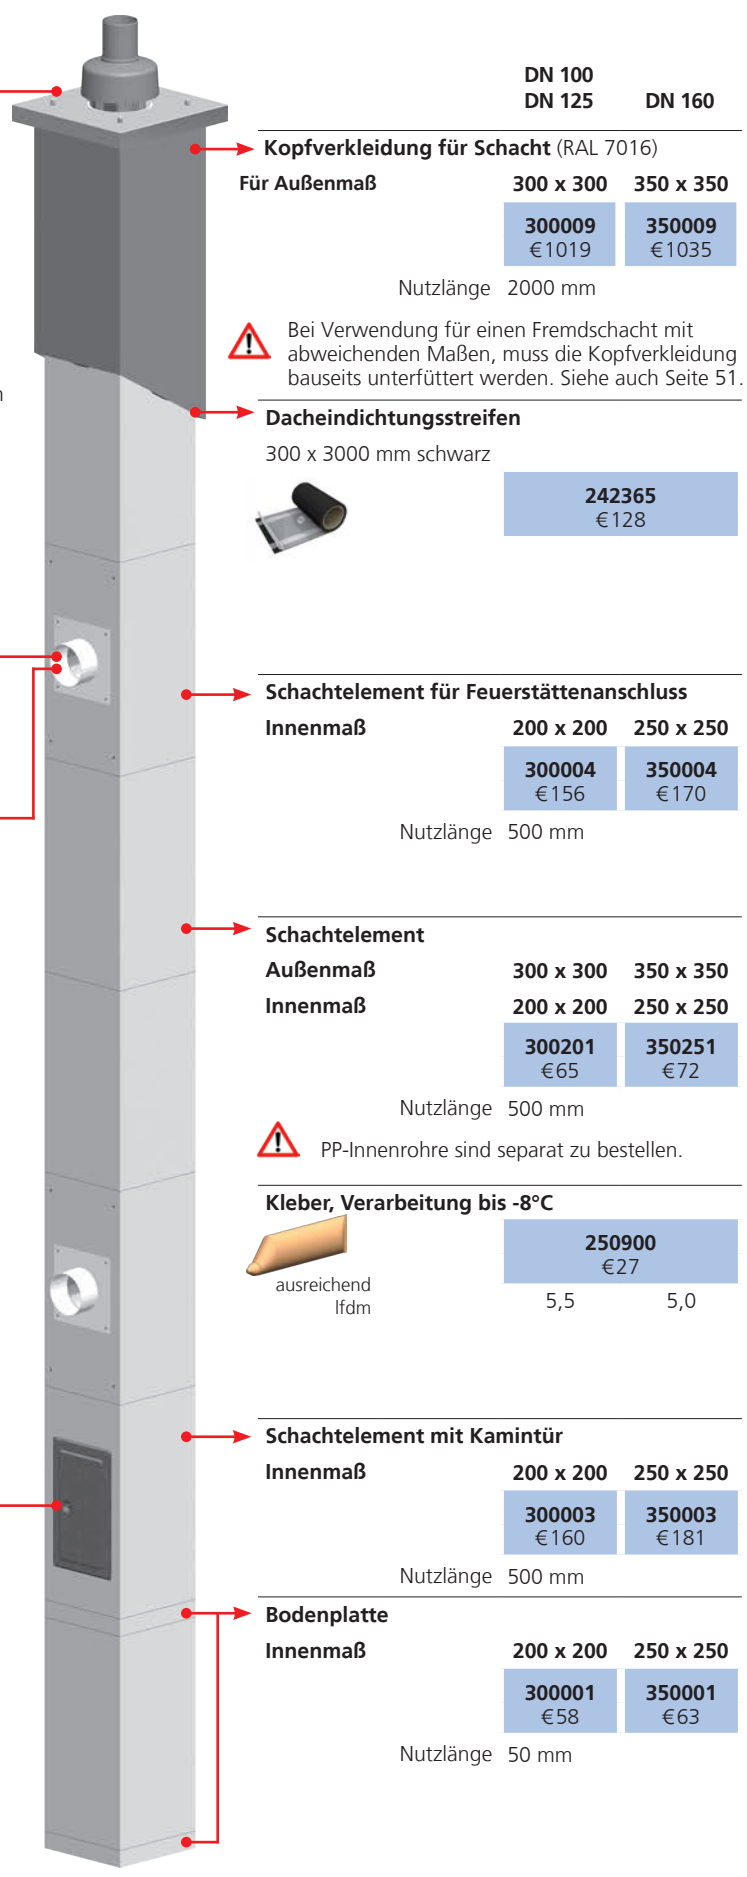 DN 100
DN 125 DN 160
Kopfverkleidung für Schacht (RAL 7016)
Für Außenmaß 300 x 300 350 x 350
300009 350009
€1019 €1035
Nutzlänge 2000 mm
Bei Verwendung für einen Fremdschacht mit
abweichenden Maßen, muss die Kopfverkleidung
bauseits unterfüttert werden. Siehe auch Seite 51.
Dacheindichtungsstreifen
300 x 3000 mm schwarz
242365
€128
Schachtelement für Feuerstättenanschluss
Innenmaß 200 x 200 250 x 250
300004 350004
€156 €170
Nutzlänge 500 mm
Schachtelement
Außenmaß 300 x 300 350 x 350
Innenmaß 200 x 200 250 x 250
300201 350251
€65 €72
Nutzlänge 500 mm
PP-Innenrohre sind separat zu bestellen.
Kleber, Verarbeitung bis -8°C
250900
€27
ausreichend
lfdm 5,5 5,0
Schachtelement mit Kamintür
Innenmaß 200 x 200 250 x 250
300003 350003
€160 €181
Nutzlänge 500 mm
Bodenplatte
Innenmaß 200 x 200 250 x 250
300001 350001
€58 €63
Nutzlänge 50 mm